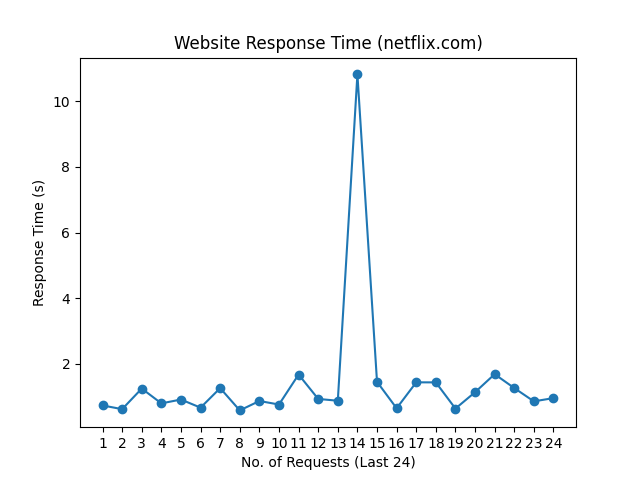 Website Response Time (netflix.com)
10
8
6
4
2
Response Time (s)
1 2 3 4 5 6 7 8 9 10 11 12 13 14 15 16 17 18 19 20 21 22 23 24
No. of Requests (Last 24)